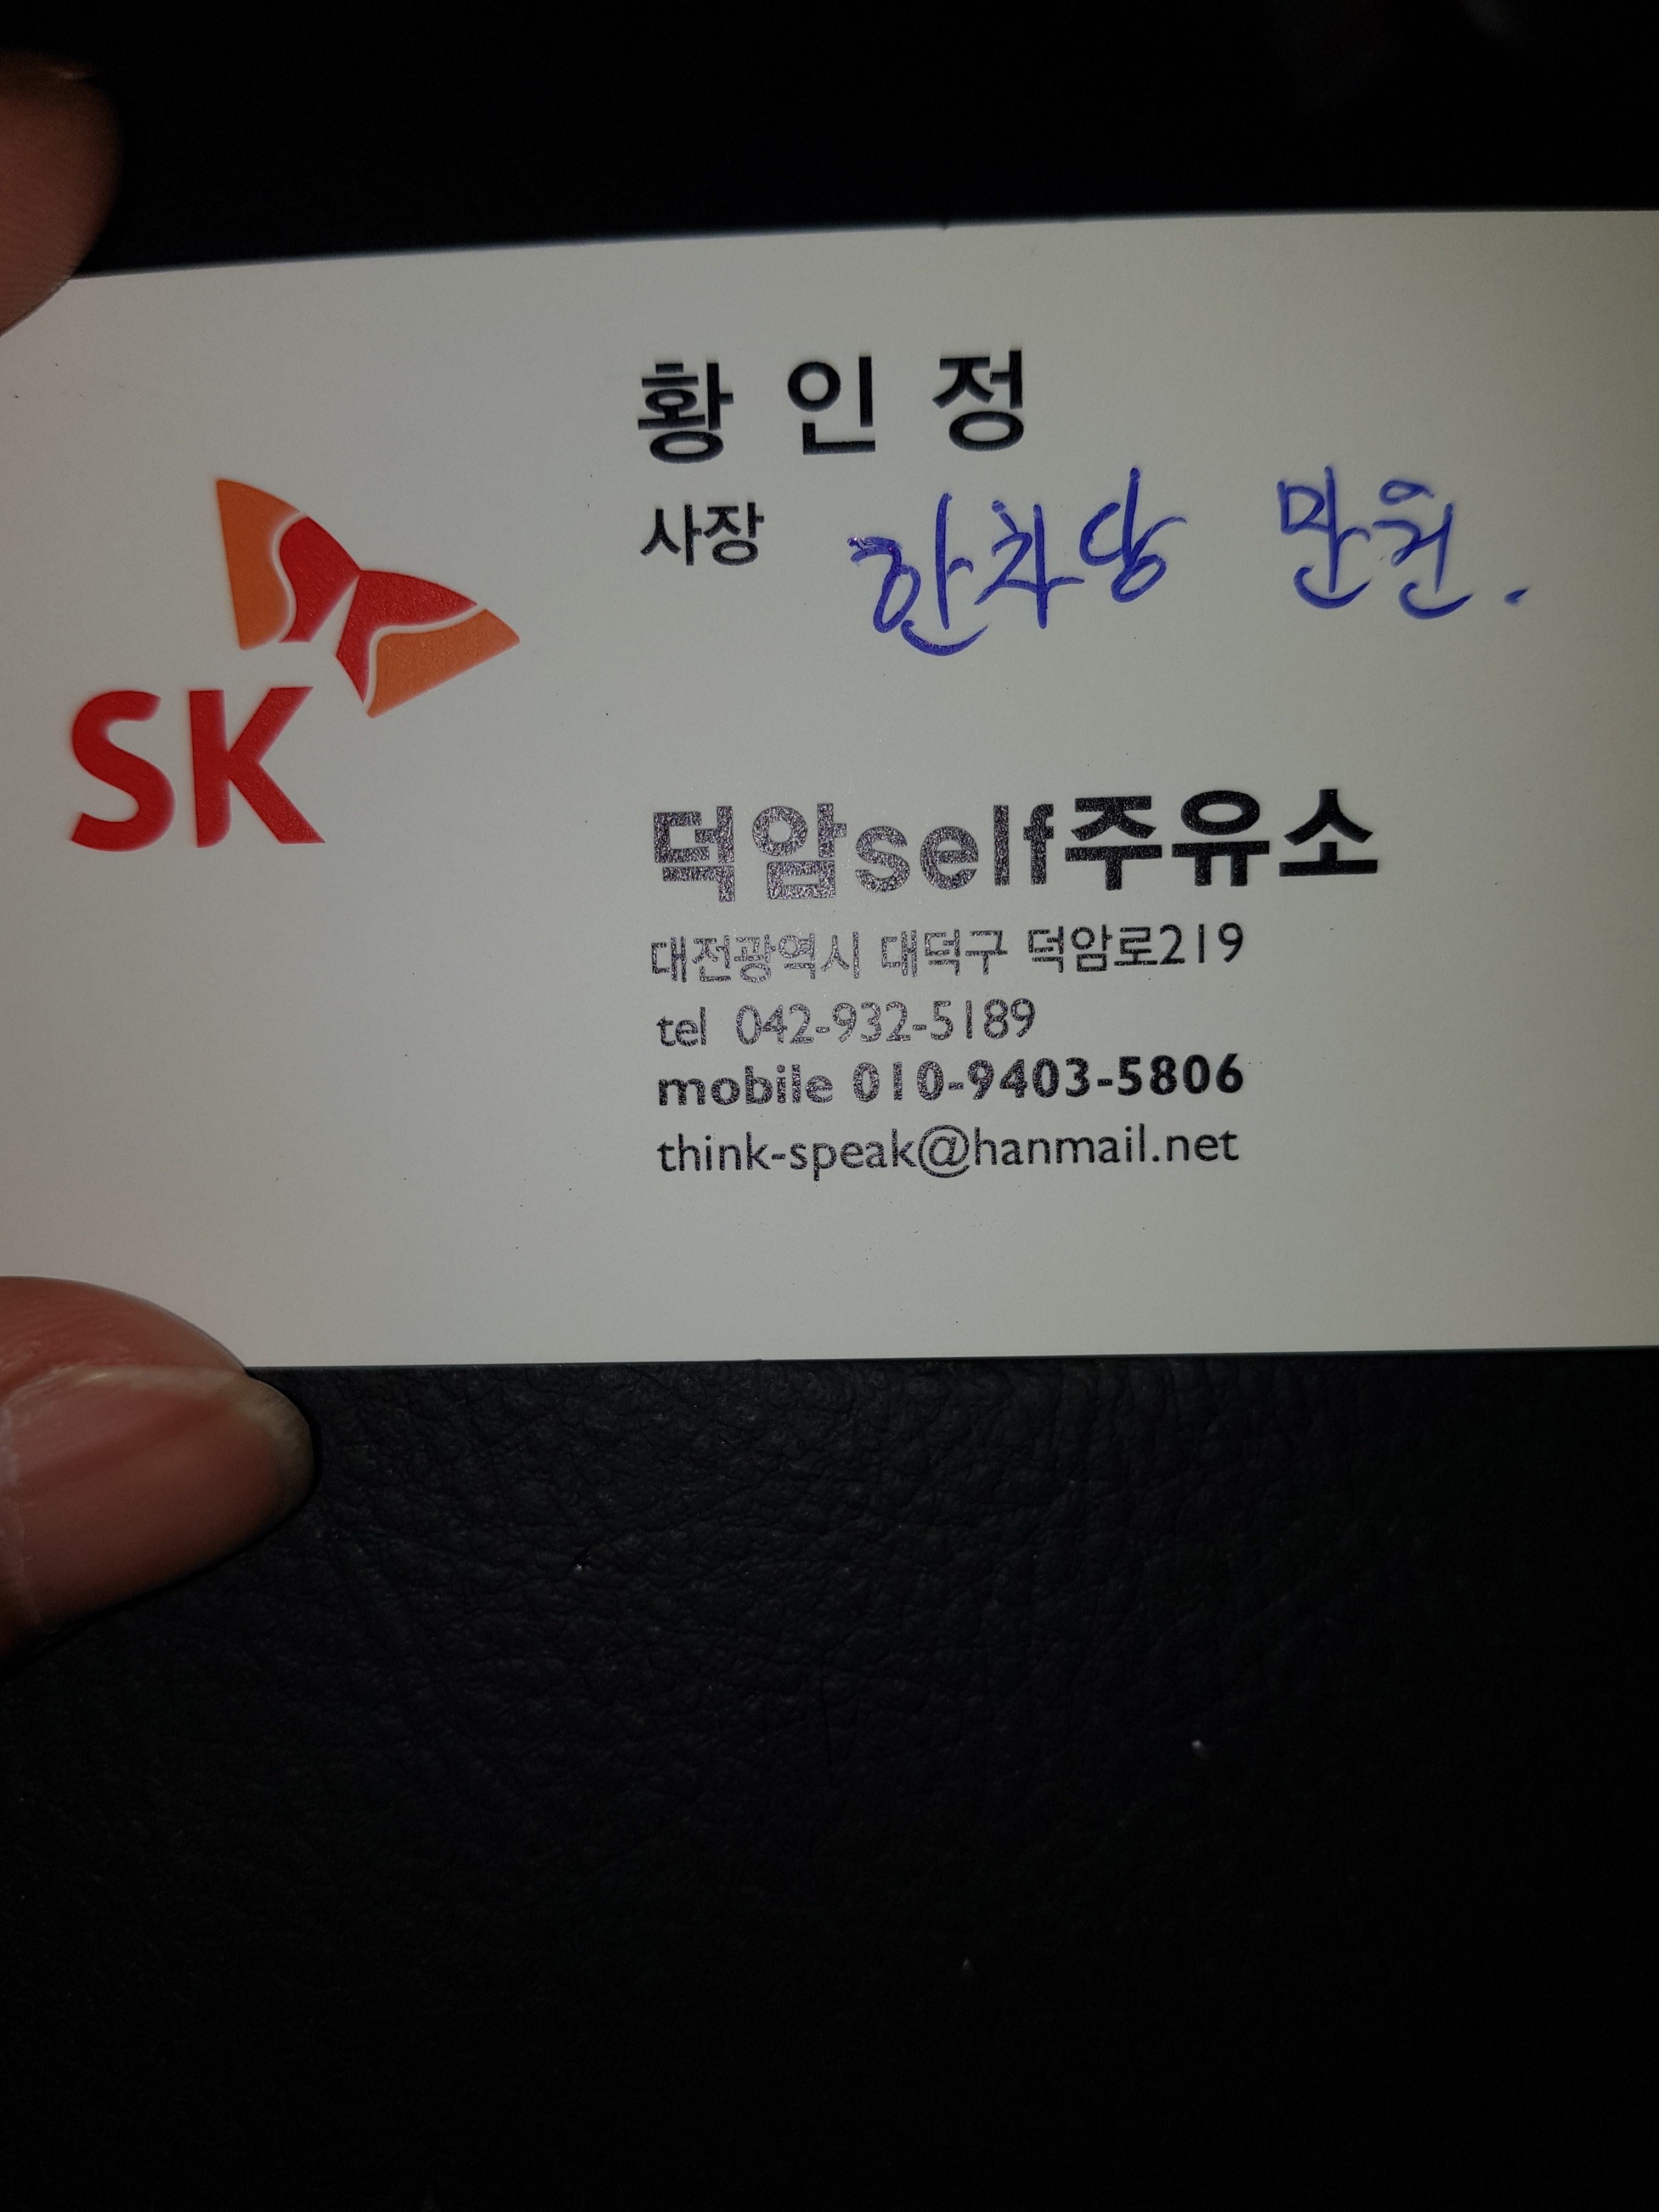 황인정
사장 한차당 만원.
SK
덕암self주유소
대전광역시 대덕구 덕암로219
tel 042-932-5189
mobile 010-9403-5806
think-speak@hanmail.net